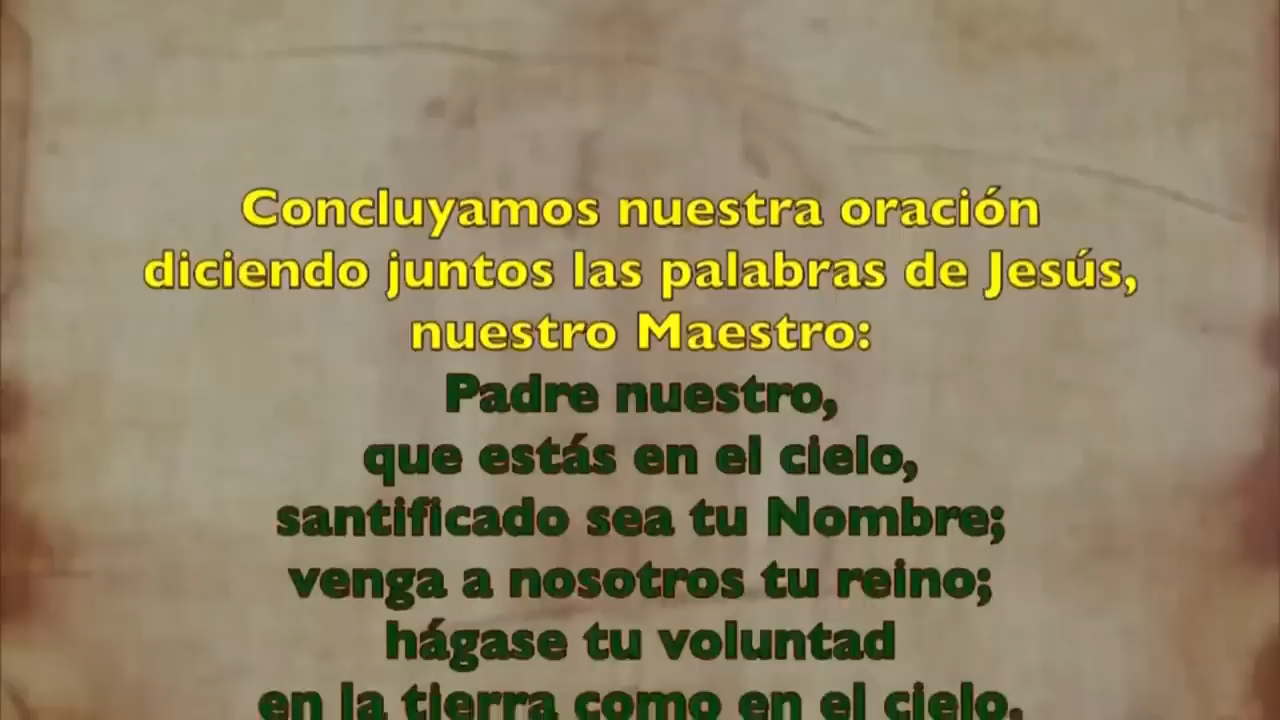 Concluyamos nuestra oración
diciendo juntos las palabras de Jesús,
nuestro Maestro:
Padre nuestro,
que estás en el cielo,
santificado sea tu Nombre;
venga a nosotros tu reino;
hágase tu voluntad
en la tierra como en el cielo.